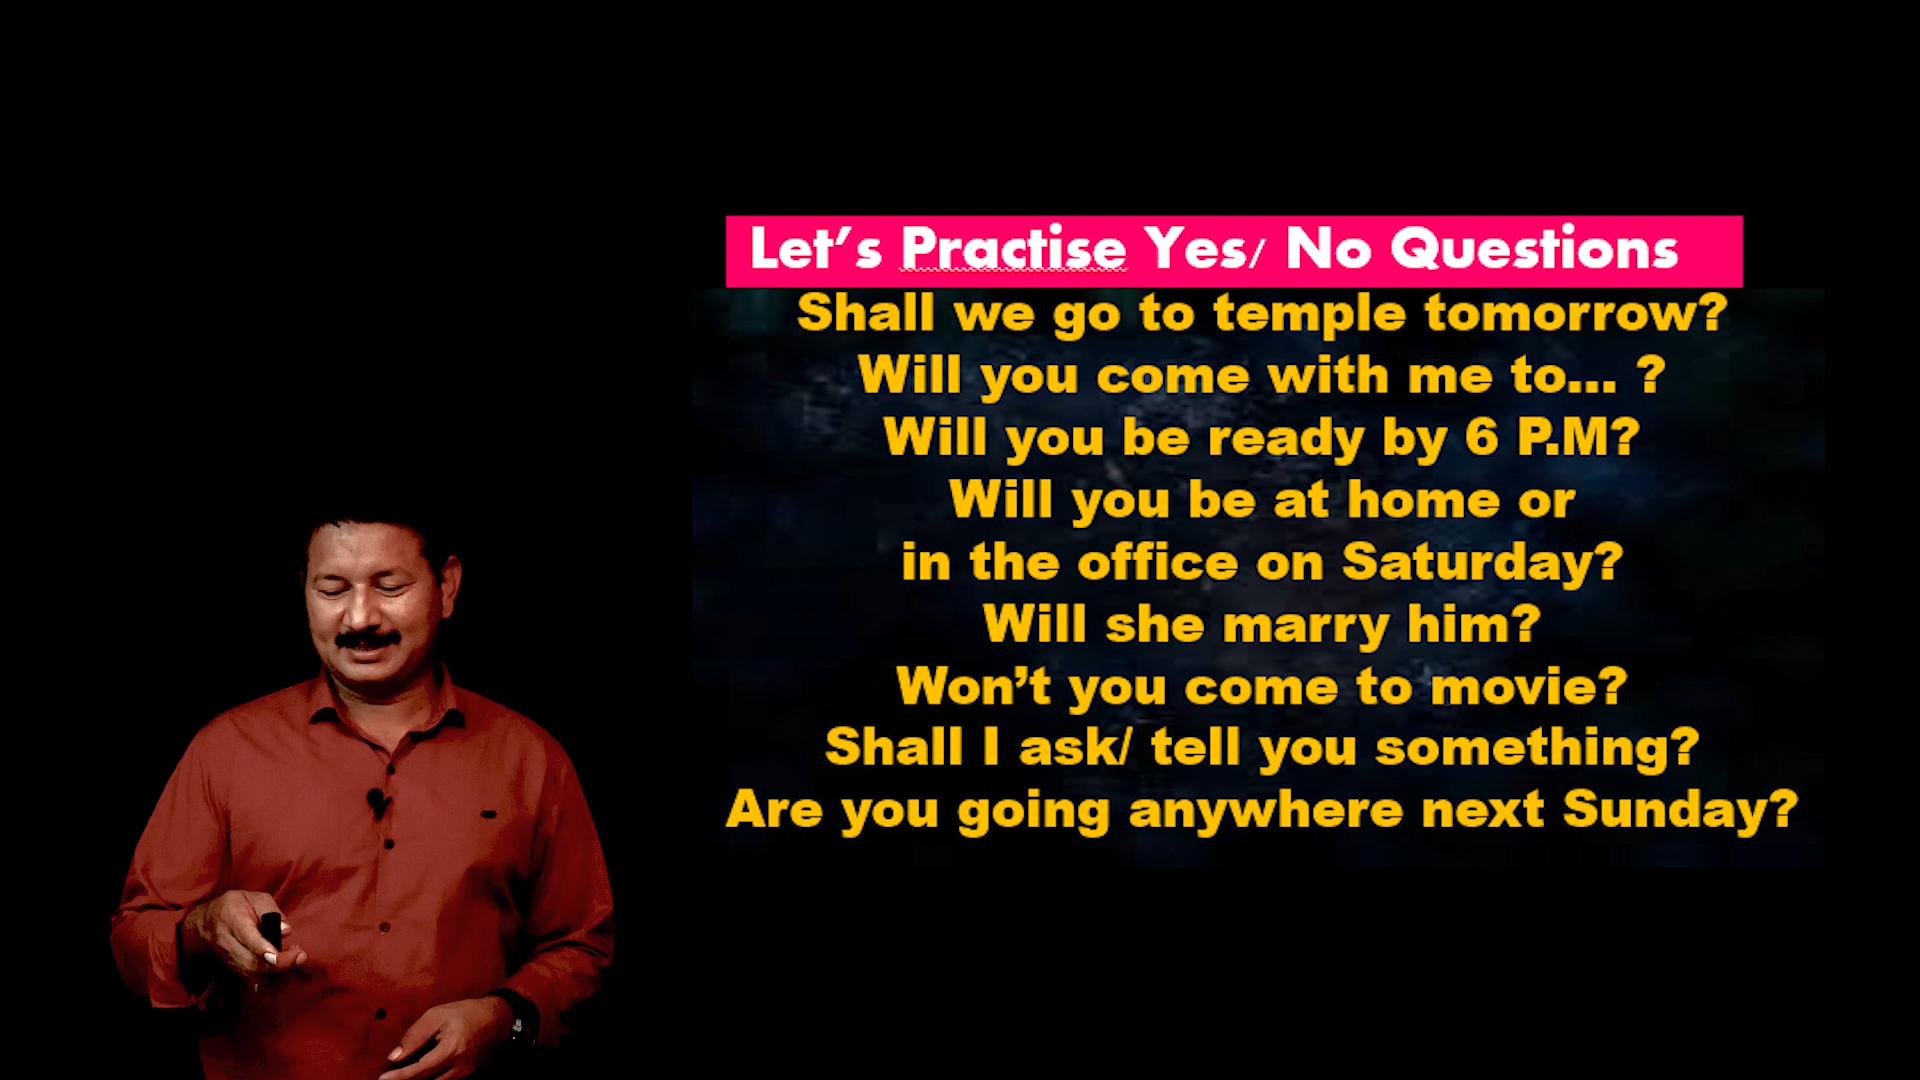 Let's Practise Yes/ No Questions
Shall we go to temple tomorrow?
Will you come with me to... ?
Will you be ready by 6 P.M?
Will you be at home or
in the office on Saturday?
Will she marry him?
Won't you come to movie?
Shall I ask/ tell you something?
Are you going anywhere next Sunday?